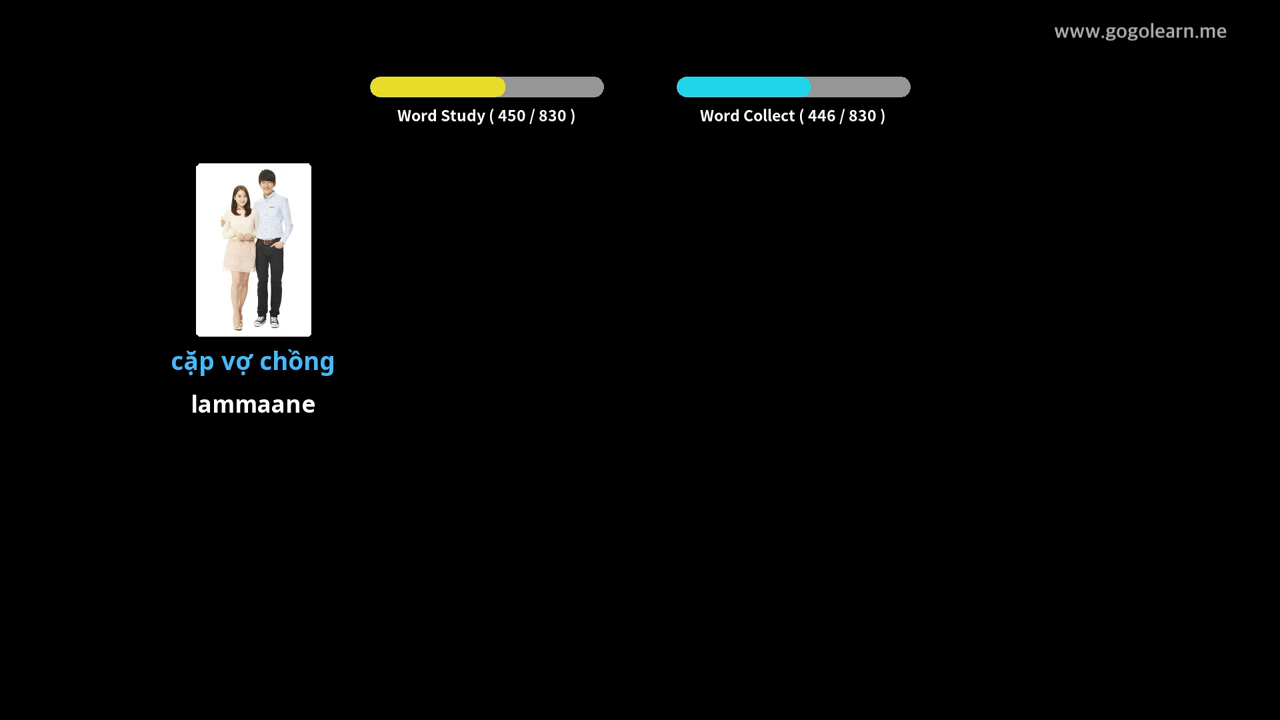 www.gogolearn.me
Word Study ( 450 / 830 )
Word Collect ( 446 / 830 )
cặp vợ chồng
lammaane